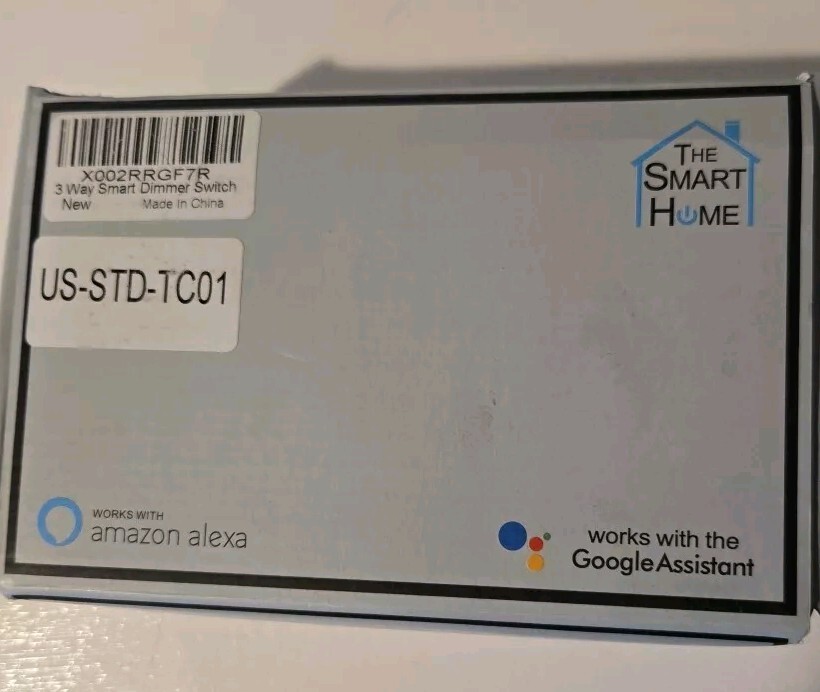 X002RRGF7R
3 Way Smart Dimmer Switch
New Made In China
US-STD-TC01
THE
SMART
HOME
WORKS WITH
amazon alexa
works with the
Google Assistant